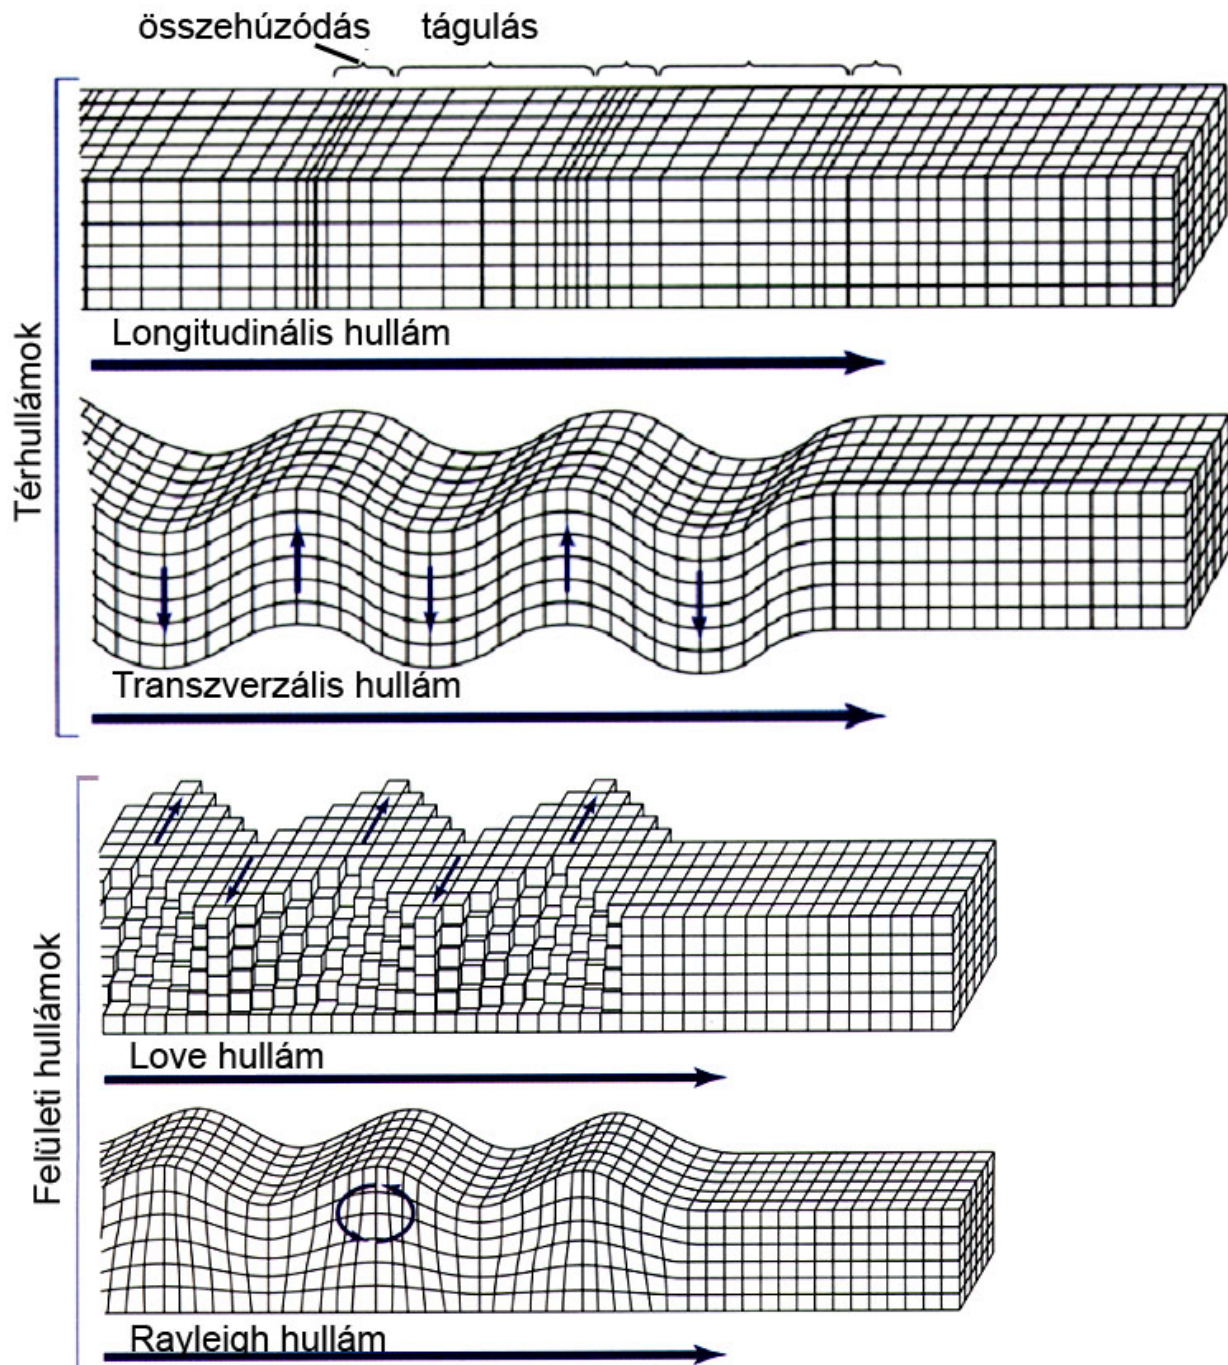 összehúzódás tágulás
Térhullámok
Longitudinális hullám
Transzverzális hullám
Felületi hullámok
Love hullám
Rayleigh hullám